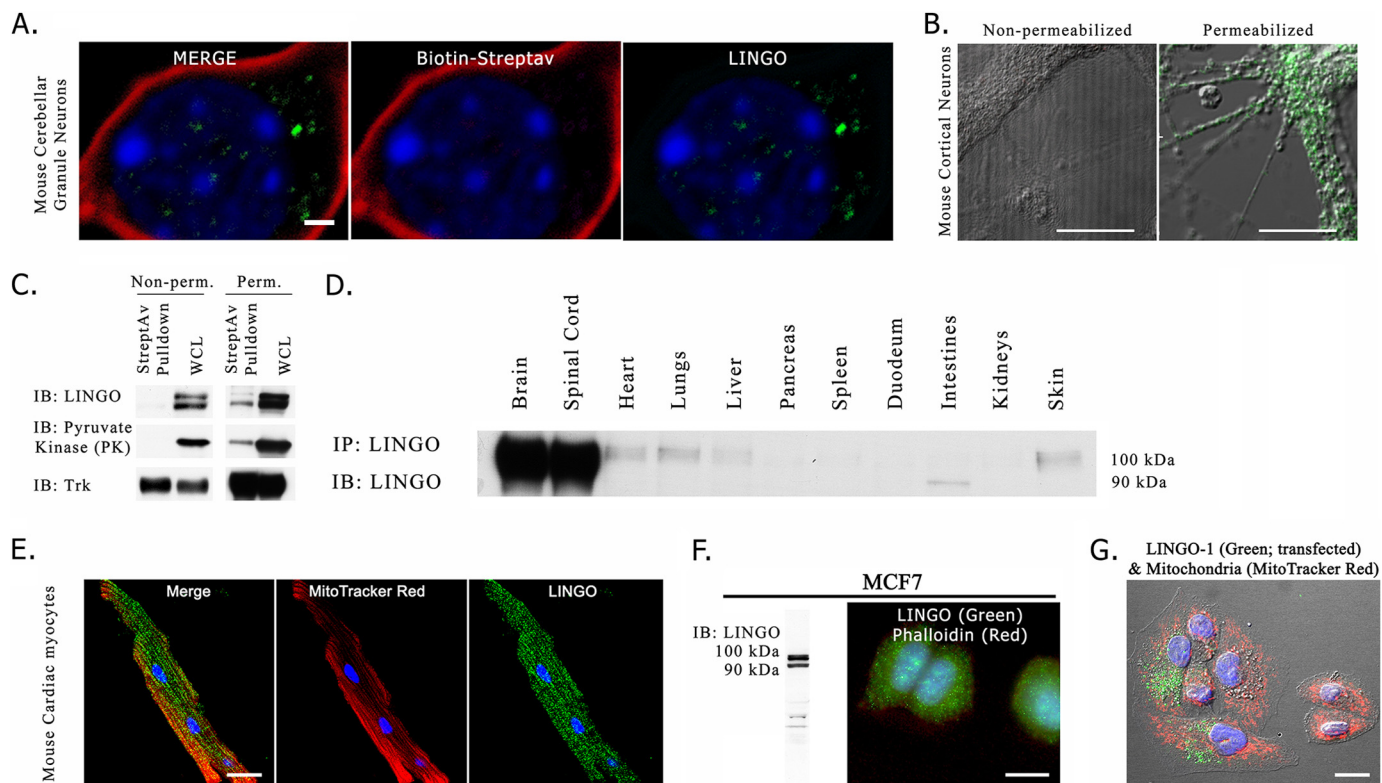 A.
MERGE
Biotin-Streptav
LINGO
Mouse Cerebellar
Granule Neurons
B.
Non-permeabilized
Permeabilized
Mouse Cortical Neurons
C.
Non-perm.
Perm.
StreptAv
Pulldown
WCL
StreptAv
Pulldown
WCL
IB: LINGO
IB: Pyruvate
Kinase (PK)
IB: Trk
D.
Brain
Spinal Cord
Heart
Lungs
Liver
Pancreas
Spleen
Duodeum
Intestines
Kidneys
Skin
IP: LINGO
IB: LINGO
100 kDa
90 kDa
E.
Merge
MitoTracker Red
LINGO
Mouse Cardiac myocytes
F.
MCF7
IB: LINGO
100 kDa
90 kDa
LINGO (Green)
Phalloidin (Red)
G.
LINGO-1 (Green; transfected)
& Mitochondria (MitoTracker Red)